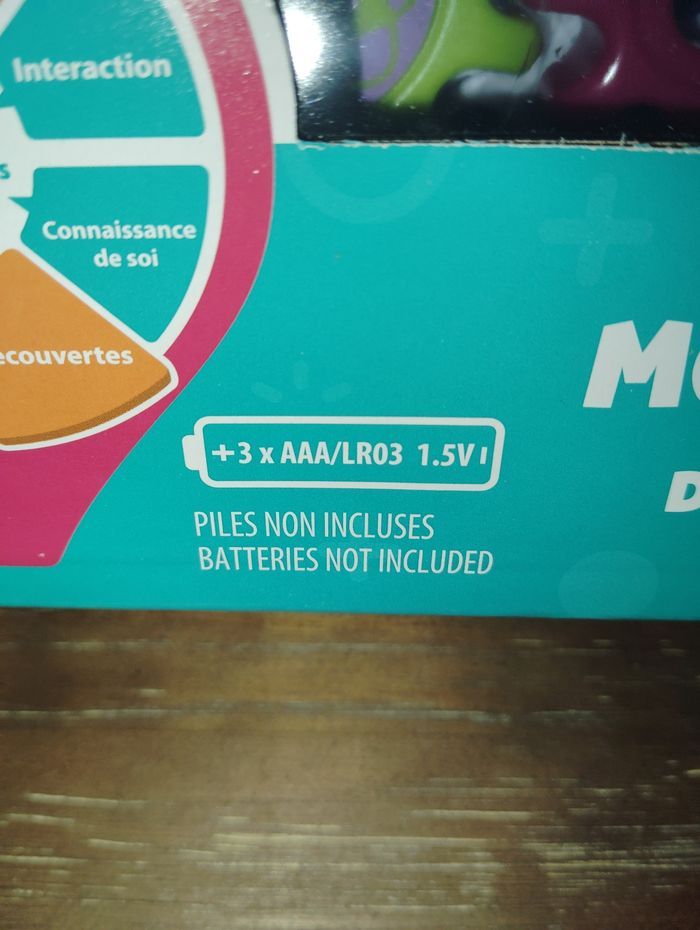 Interaction
Connaissance
de soi
ecouvertes
+ 3 x AAA/LR03 1.5V
PILES NON INCLUSES
BATTERIES NOT INCLUDED